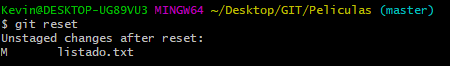 Kevin@DESKTOP-UG89VU3 MINGW64 ~/Desktop/GIT/Peliculas (master)
$ git reset
Unstaged changes after reset:
M       listado.txt